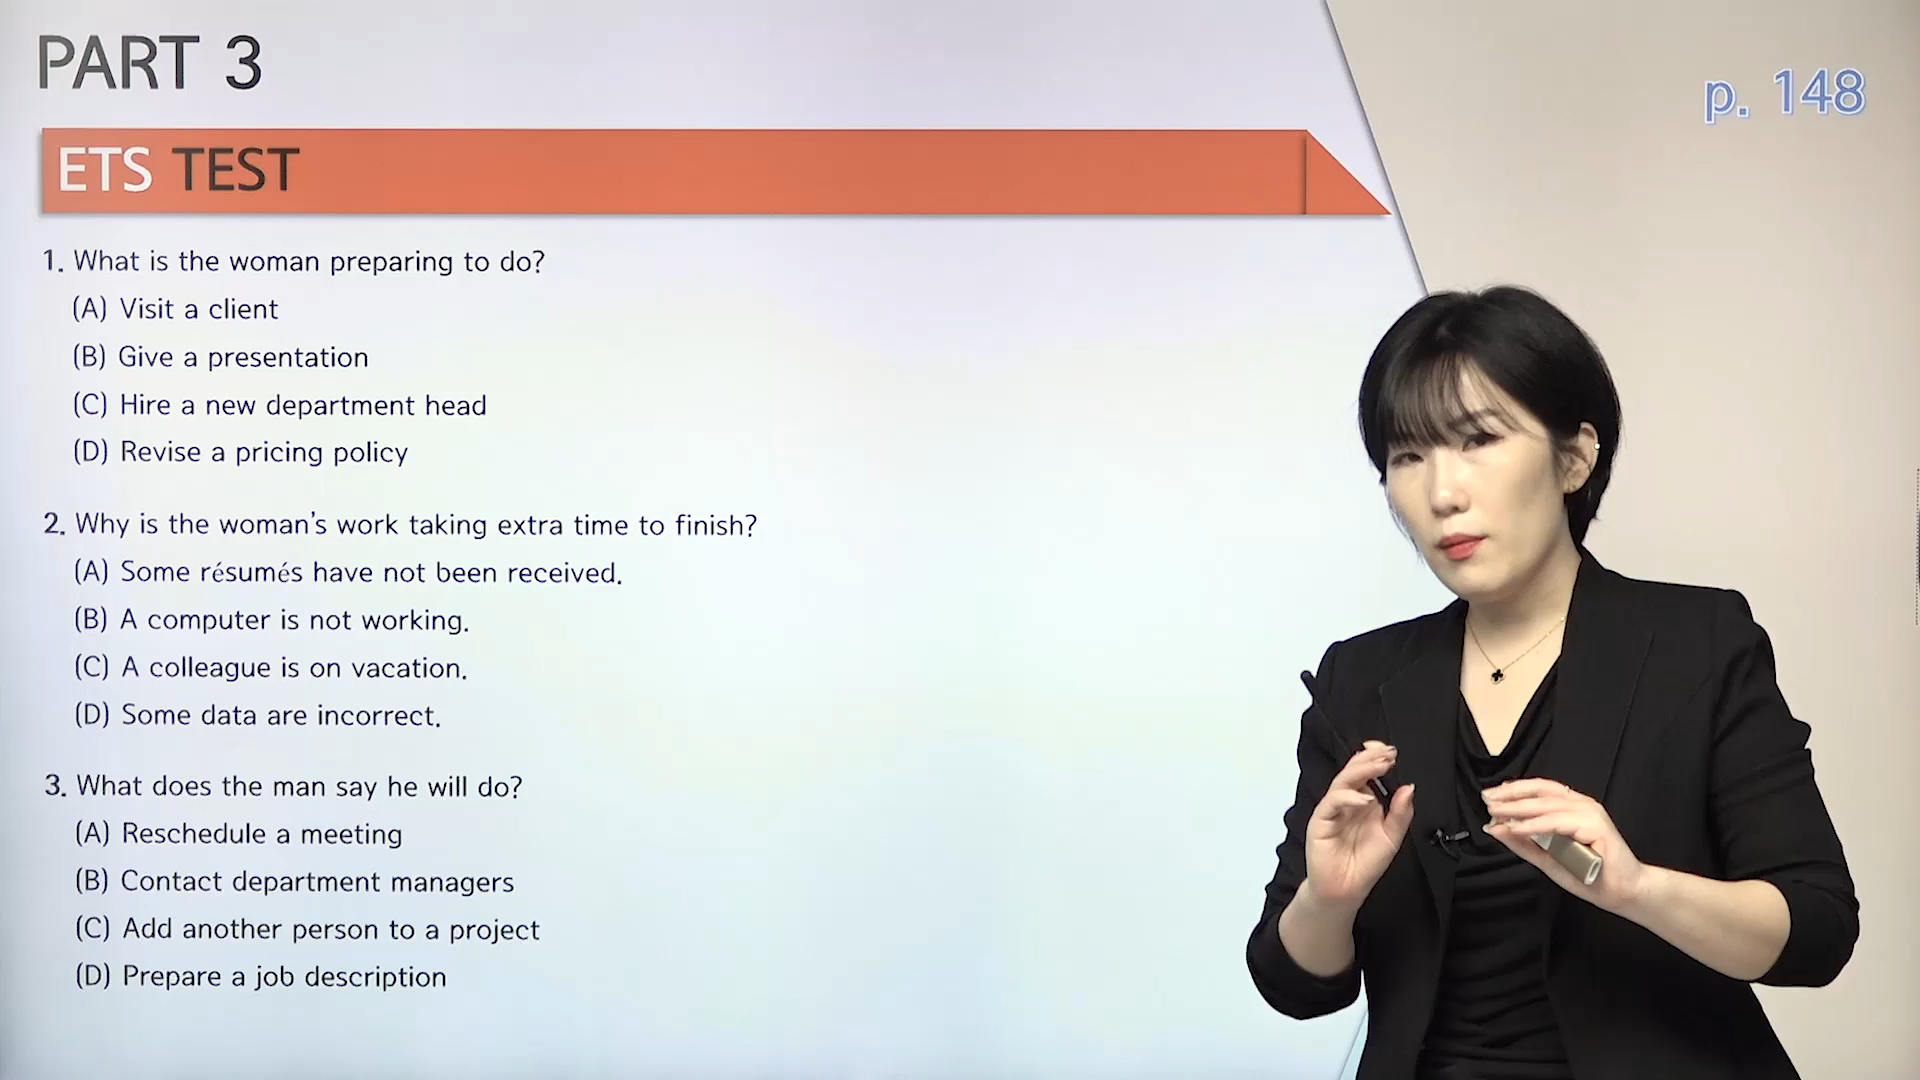 PART 3
p. 148
ETS TEST
1. What is the woman preparing to do?
(A) Visit a client
(B) Give a presentation
(C) Hire a new department head
(D) Revise a pricing policy
2. Why is the woman's work taking extra time to finish?
(A) Some résumés have not been received.
(B) A computer is not working.
(C) A colleague is on vacation.
(D) Some data are incorrect.
3. What does the man say he will do?
(A) Reschedule a meeting
(B) Contact department managers
(C) Add another person to a project
(D) Prepare a job description